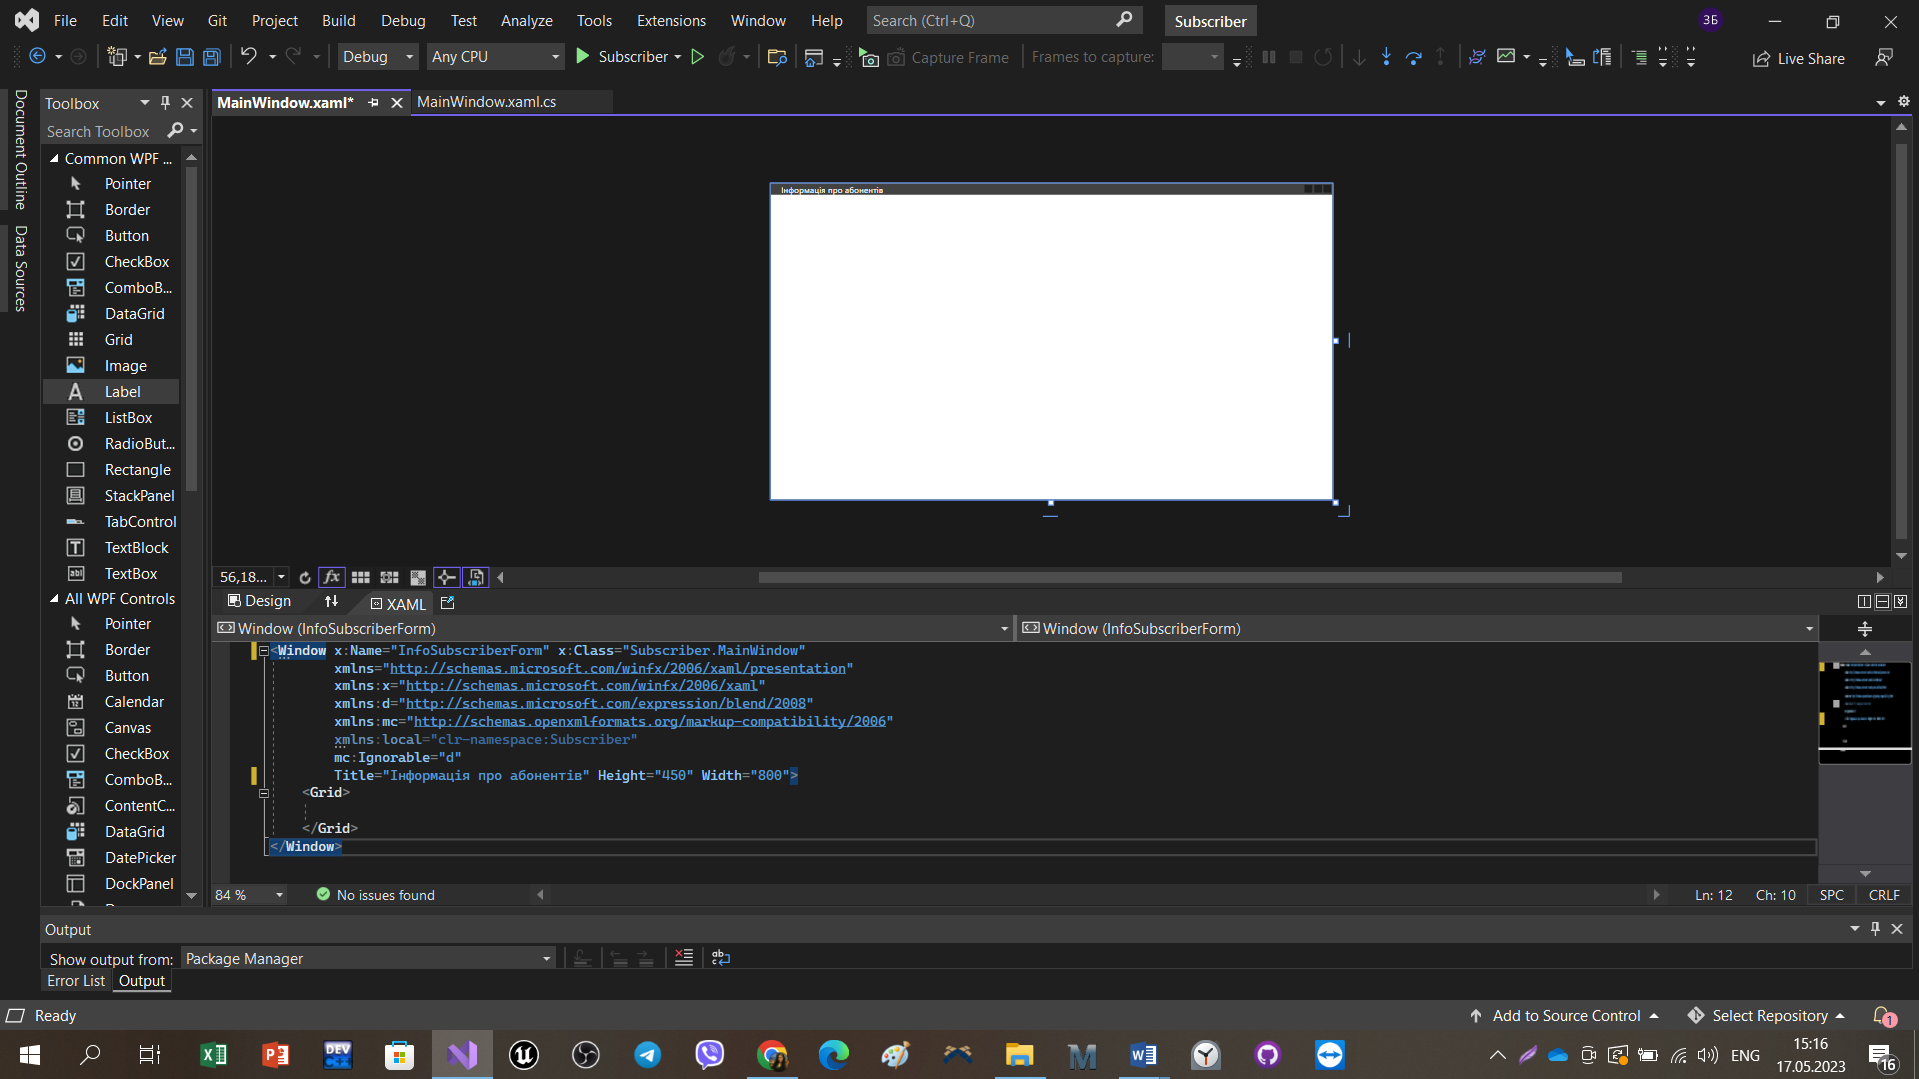 File Edit View Git Project Build Debug Test Analyze Tools Extensions Window Help Search (Ctrl+Q) Subscriber ЗБ
Debug Any CPU Subscriber Capture Frame Frames to capture: Live Share
Document Outline
Data Sources
Toolbox
Search Toolbox
Common WPF ...
Pointer
Border
Button
CheckBox
ComboB...
DataGrid
Grid
Image
Label
ListBox
RadioBut...
Rectangle
StackPanel
TabControl
TextBlock
TextBox
All WPF Controls
Pointer
Border
Button
Calendar
Canvas
CheckBox
ComboB...
ContentC...
DataGrid
DatePicker
DockPanel
MainWindow.xaml* MainWindow.xaml.cs
Інформація про абонентів
56,18... fx
Design XAML
Window (InfoSubscriberForm) Window (InfoSubscriberForm)
<Window x:Name="InfoSubscriberForm" x:Class="Subscriber.MainWindow"
xmlns="http://schemas.microsoft.com/winfx/2006/xaml/presentation"
xmlns:x="http://schemas.microsoft.com/winfx/2006/xaml"
xmlns:d="http://schemas.microsoft.com/expression/blend/2008"
xmlns:mc="http://schemas.openxmlformats.org/markup-compatibility/2006"
xmlns:local="clr-namespace:Subscriber"
mc:Ignorable="d"
Title="Інформація про абонентів" Height="450" Width="800">
<Grid>
</Grid>
</Window>
84 % No issues found Ln: 12 Ch: 10 SPC CRLF
Output
Show output from: Package Manager
Error List Output
Ready Add to Source Control Select Repository 1
ENG 15:16
17.05.2023 16